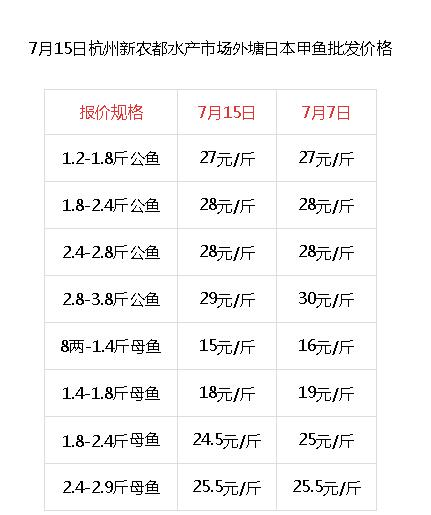 7月15日杭州新农都水产市场外塘日本甲鱼批发价格
报价规格 7月15日 7月7日
1.2-1.8斤公鱼 27元/斤 27元/斤
1.8-2.4斤公鱼 28元/斤 28元/斤
2.4-2.8斤公鱼 28元/斤 28元/斤
2.8-3.8斤公鱼 29元/斤 30元/斤
8两-1.4斤母鱼 15元/斤 16元/斤
1.4-1.8斤母鱼 18元/斤 19元/斤
1.8-2.4斤母鱼 24.5元/斤 25元/斤
2.4-2.9斤母鱼 25.5元/斤 25.5元/斤